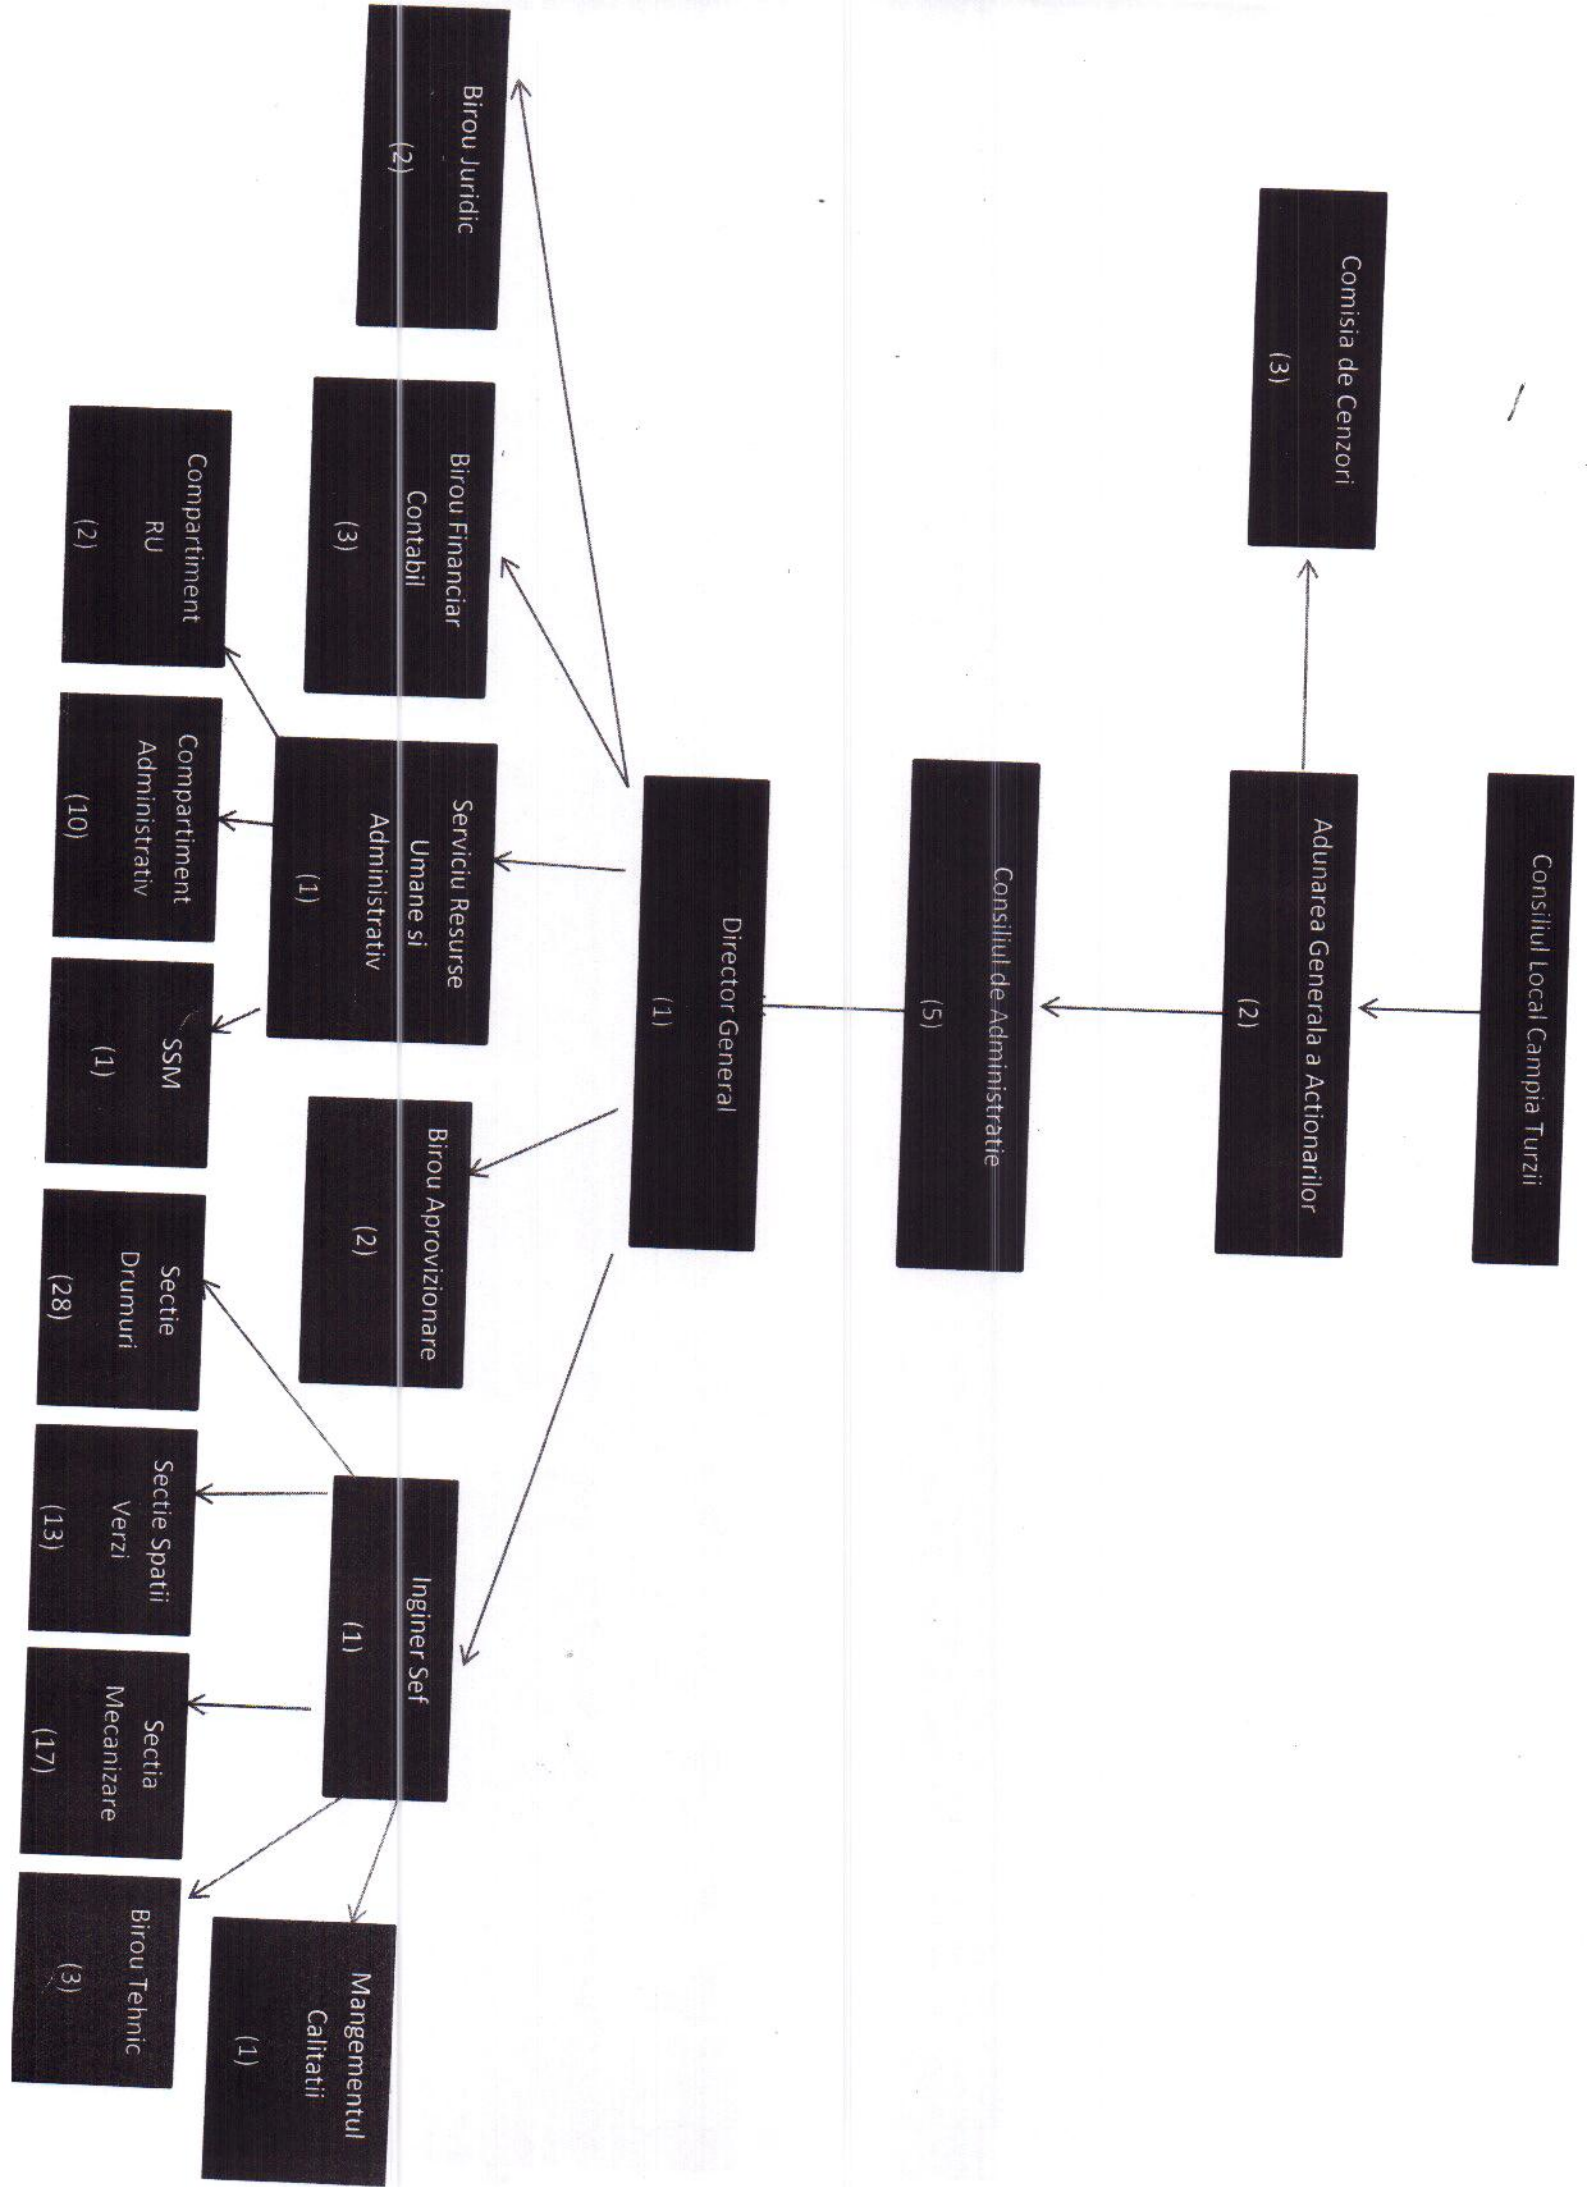 Consiliul Local Campia Turzii
Comisia de Cenzori
(3)
Adunarea Generala a Actionarilor
(2)
Consiliul de Administratie
(5)
Director General
(1)
Birou Juridic
(2)
Birou Financiar
Contabil
(3)
Serviciu Resurse
Umane si
Administrativ
(1)
Birou Aprovizionare
(2)
Inginer Sef
(1)
Mangementul
Calitatii
(1)
Compartiment
RU
(2)
Compartiment
Administrativ
(10)
SSM
(1)
Sectie
Drumuri
(28)
Sectie Spatii
Verzi
(13)
Sectia
Mecanizare
(17)
Birou Tehnic
(3)